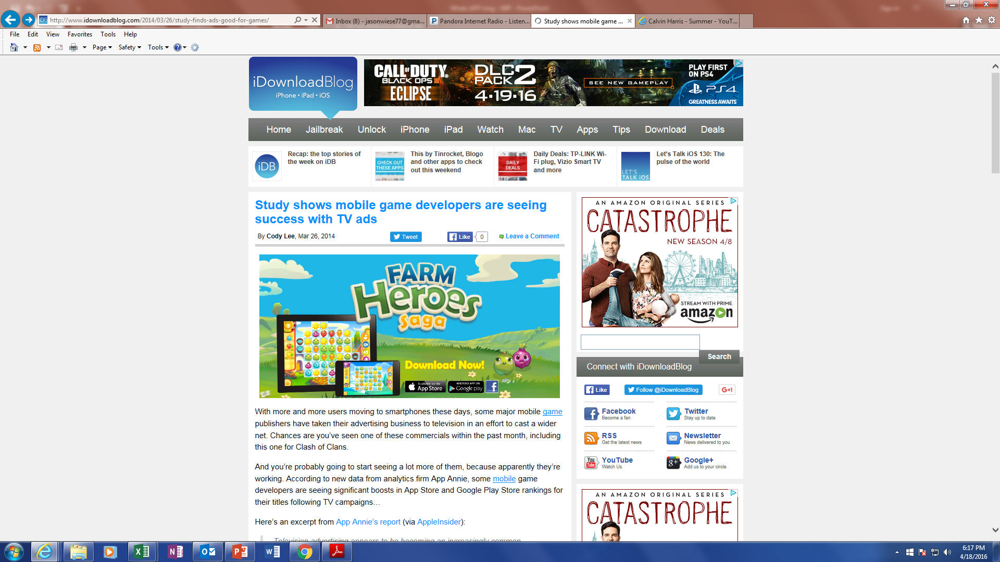 http://www.idownloadblog.com/2014/03/26/study-finds-ads-good-for-games/
Inbox (8) - jasonwiese77@gma...
Pandora Internet Radio - Listen...
Study shows mobile game ...
Calvin Harris - Summer - YouT...
File Edit View Favorites Tools Help
Page Safety Tools
iDownloadBlog
iPhone • iPad • iOS
CALL OF DUTY
BLACK OPS III
ECLIPSE
DLC
PACK 2
4·19·16
SEE NEW GAMEPLAY
PLAY FIRST
ON PS4
PS4
GREATNESS AWAITS
Home Jailbreak Unlock iPhone iPad Watch Mac TV Apps Tips Download Deals
iDB
Recap: the top stories of
the week on iDB
CHECK OUT
THESE APPS
This by Tinrocket, Blogo
and other apps to check
out this weekend
DAILY
DEALS
Daily Deals: TP-LINK Wi-
Fi plug, Vizio Smart TV
and more
LET'S
TALK iOS
Let's Talk iOS 130: The
pulse of the world
Study shows mobile game developers are seeing
success with TV ads
By Cody Lee, Mar 26, 2014
Tweet
Like
0
Leave a Comment
FARM
Heroes
Saga
Download Now!
Available on the
App Store
ANDROID APP ON
Google play
With more and more users moving to smartphones these days, some major mobile game
publishers have taken their advertising business to television in an effort to cast a wider
net. Chances are you've seen one of these commercials within the past month, including
this one for Clash of Clans.
And you're probably going to start seeing a lot more of them, because apparently they're
working. According to new data from analytics firm App Annie, some mobile game
developers are seeing significant boosts in App Store and Google Play Store rankings for
their titles following TV campaigns…
Here's an excerpt from App Annie's report (via AppleInsider):
Television advertising appears to be becoming an increasingly common
AN AMAZON ORIGINAL SERIES
CATASTROPHE
NEW SEASON 4/8
STREAM WITH PRIME
amazon
Search
Connect with iDownloadBlog
Like
Follow @iDownloadBlog
G+1
Facebook
Become a fan
Twitter
Stay up to date
RSS
Get the latest news
Newsletter
News delivered to you
YouTube
Watch Us
Google+
Add us to your circle
AN AMAZON ORIGINAL SERIES
CATASTROPHE
6:17 PM
4/18/2016